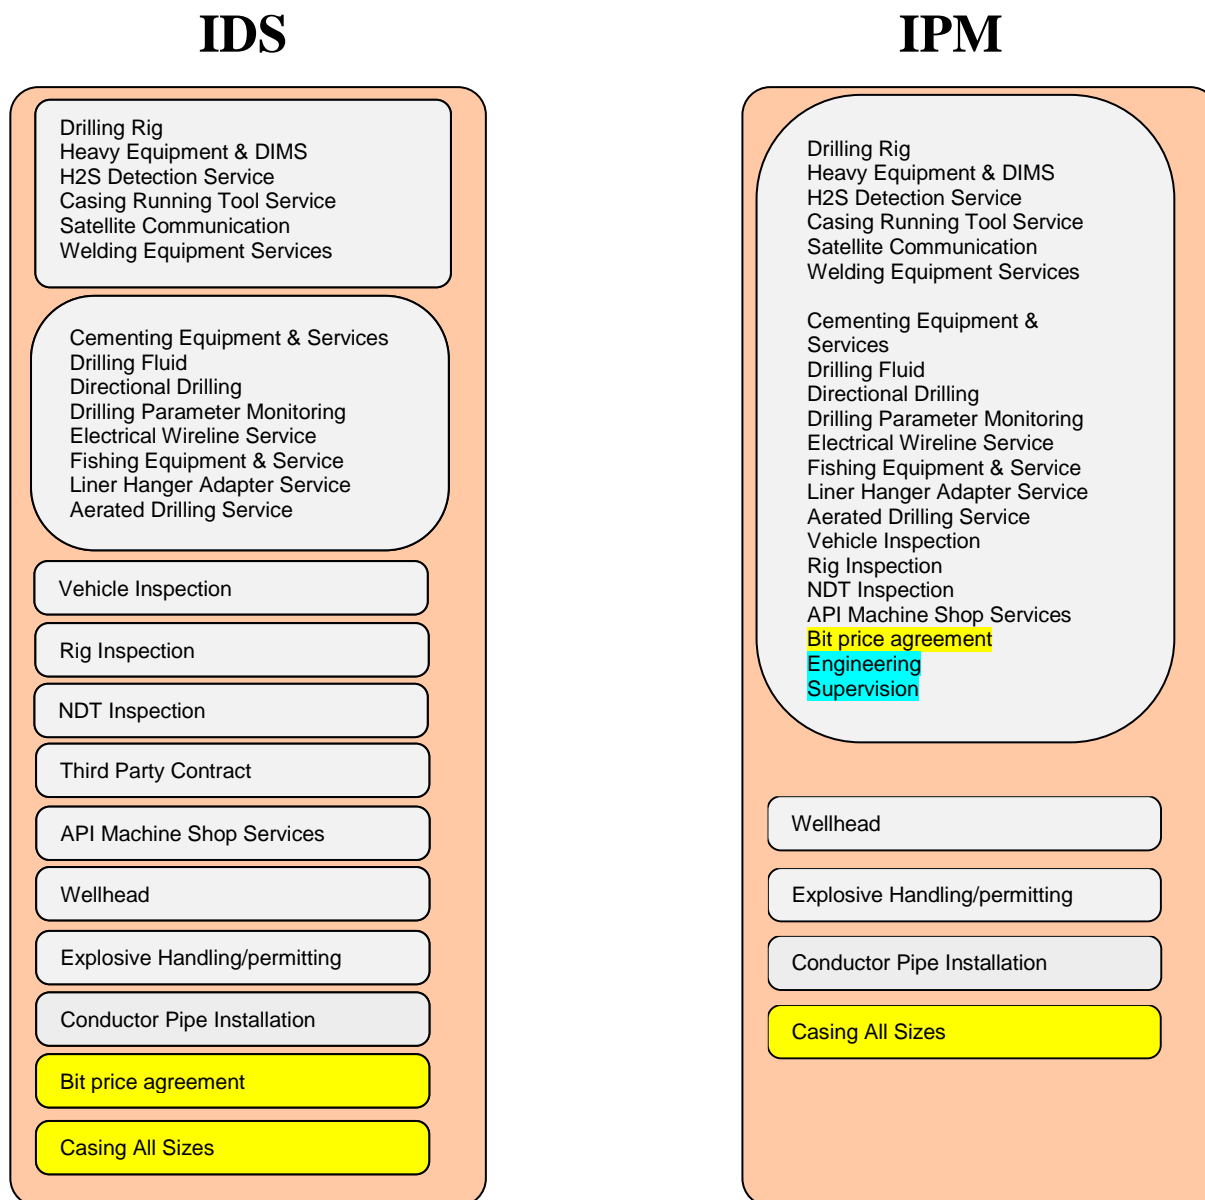 IDS
Drilling Rig
Heavy Equipment & DIMS
H2S Detection Service
Casing Running Tool Service
Satellite Communication
Welding Equipment Services
Cementing Equipment & Services
Drilling Fluid
Directional Drilling
Drilling Parameter Monitoring
Electrical Wireline Service
Fishing Equipment & Service
Liner Hanger Adapter Service
Aerated Drilling Service
Vehicle Inspection
Rig Inspection
NDT Inspection
Third Party Contract
API Machine Shop Services
Wellhead
Explosive Handling/permitting
Conductor Pipe Installation
Bit price agreement
Casing All Sizes
IPM
Drilling Rig
Heavy Equipment & DIMS
H2S Detection Service
Casing Running Tool Service
Satellite Communication
Welding Equipment Services
Cementing Equipment &
Services
Drilling Fluid
Directional Drilling
Drilling Parameter Monitoring
Electrical Wireline Service
Fishing Equipment & Service
Liner Hanger Adapter Service
Aerated Drilling Service
Vehicle Inspection
Rig Inspection
NDT Inspection
API Machine Shop Services
Bit price agreement
Engineering
Supervision
Wellhead
Explosive Handling/permitting
Conductor Pipe Installation
Casing All Sizes